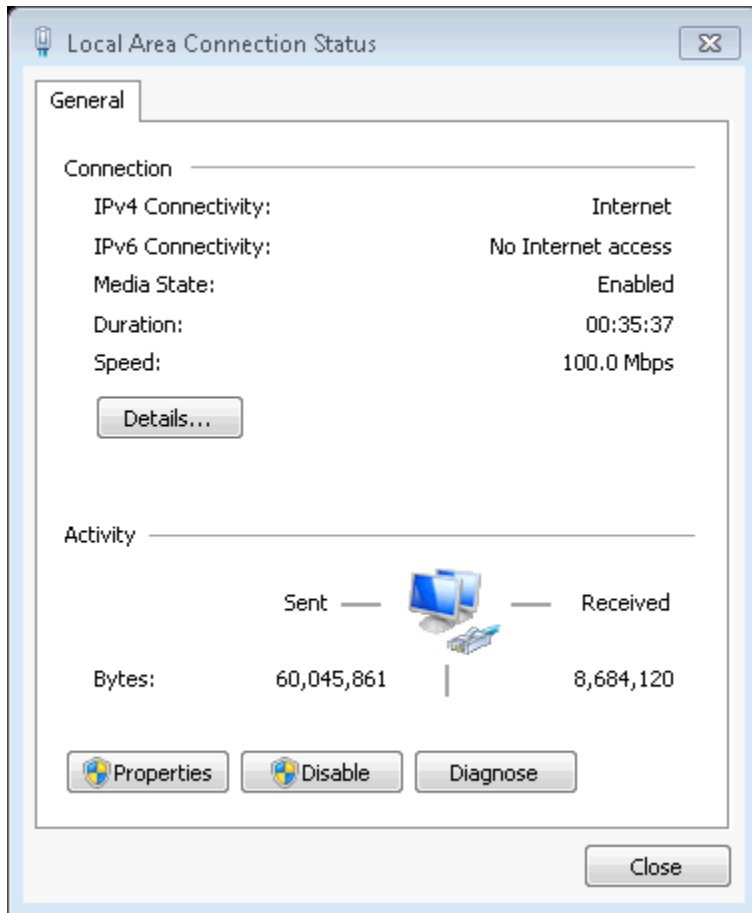 Local Area Connection Status
General
Connection
IPv4 Connectivity: Internet
IPv6 Connectivity: No Internet access
Media State: Enabled
Duration: 00:35:37
Speed: 100.0 Mbps
Details...
Activity
Sent — — Received
Bytes: 60,045,861 | 8,684,120
Properties Disable Diagnose
Close